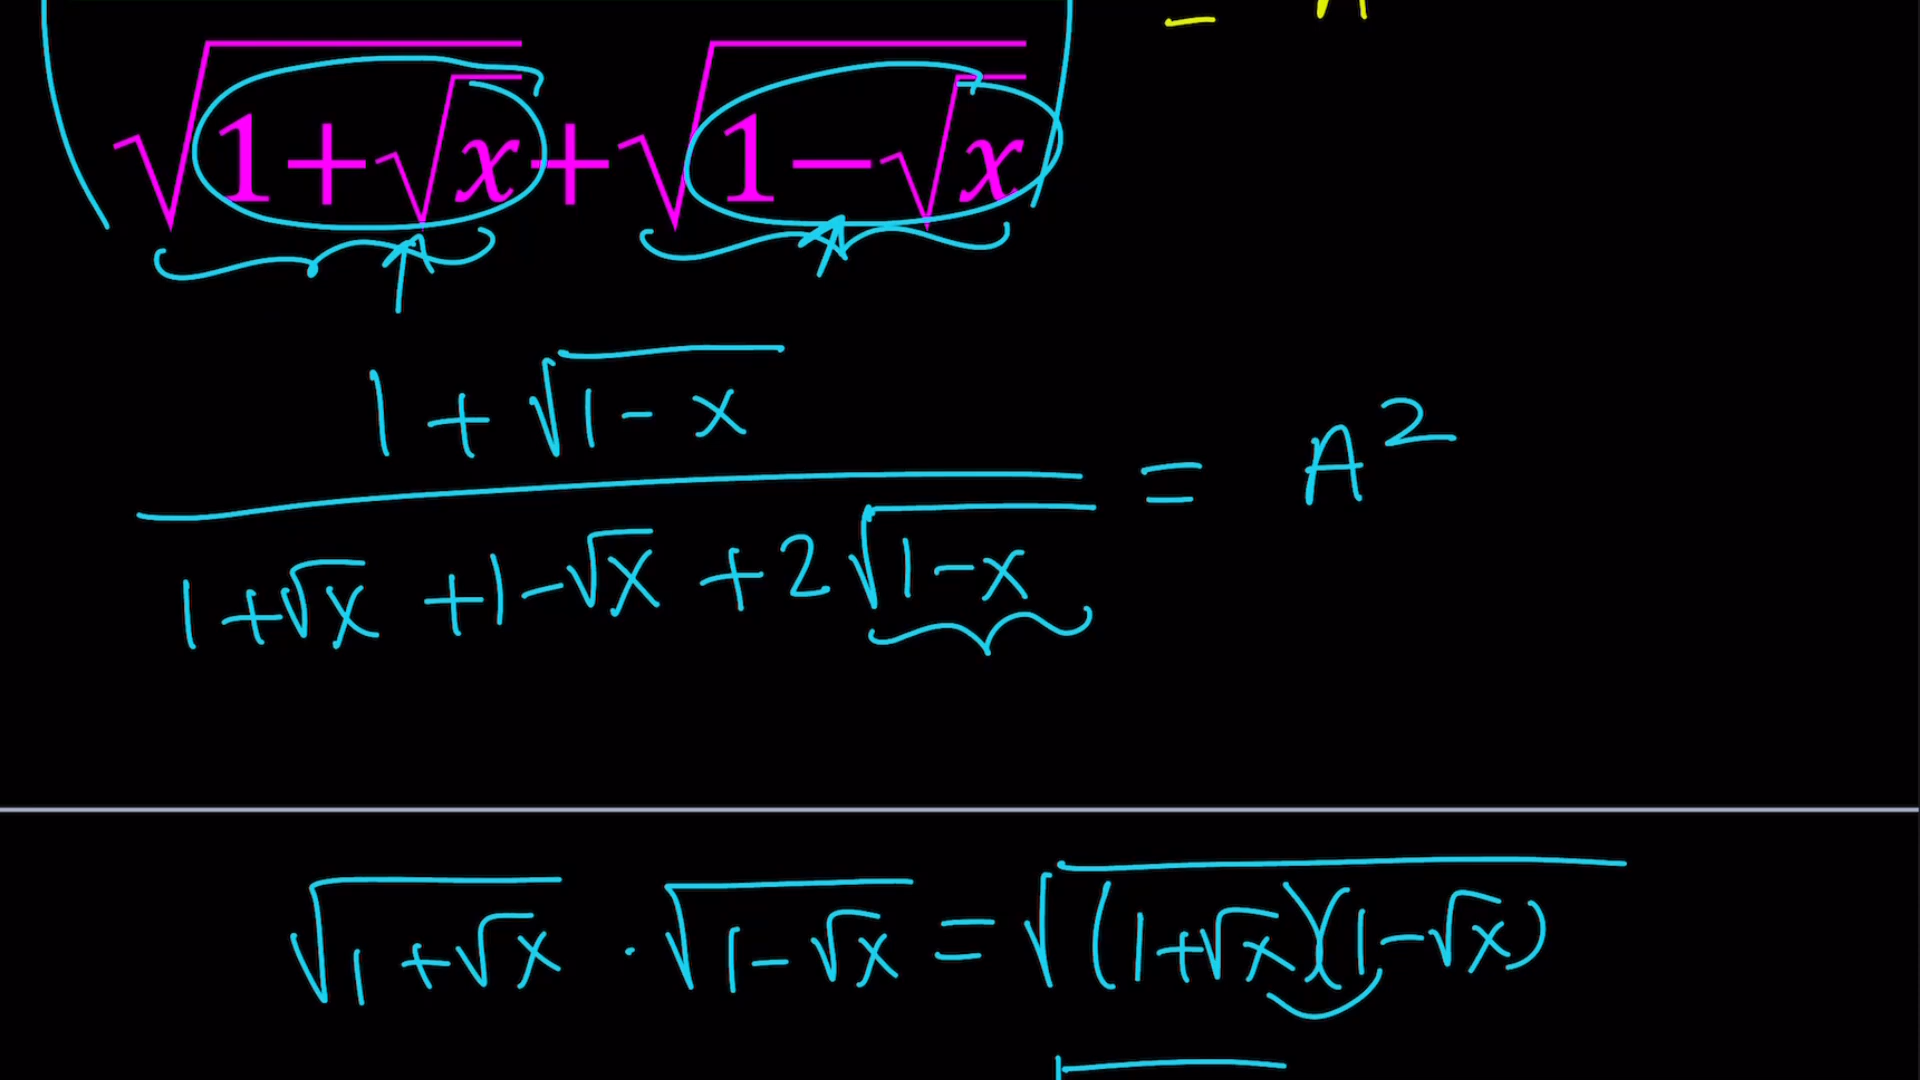 √(1+√x) + √(1−√x) =
1 + √(1-x)
= A²
1+√x +1-√x +2√(1-x)
√(1+√x) · √(1-√x) = √((1+√x)(1-√x))